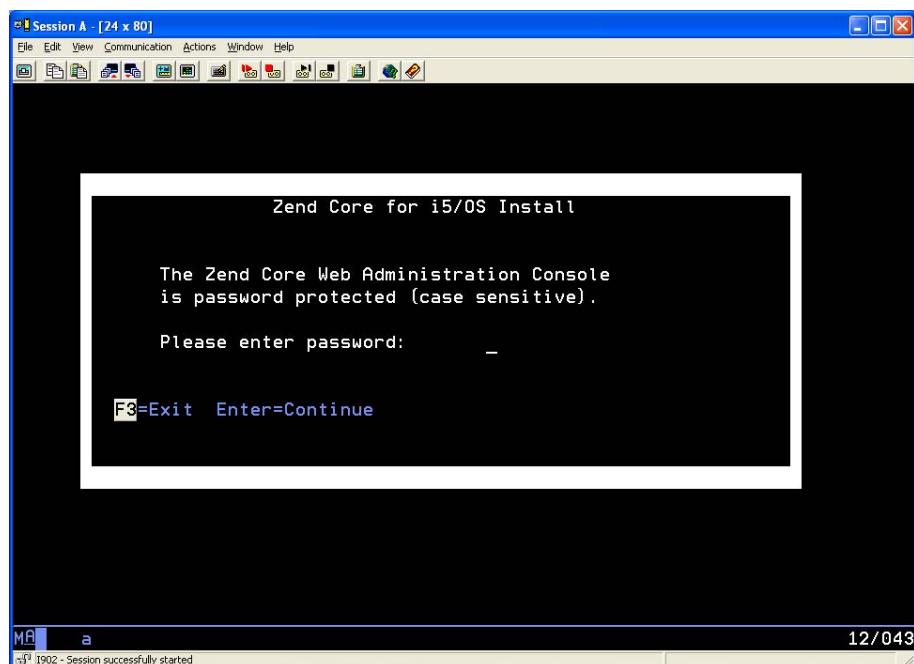 Session A - [24 x 80]
File Edit View Communication Actions Window Help
Zend Core for i5/OS Install
The Zend Core Web Administration Console
is password protected (case sensitive).
Please enter password: _
F3=Exit Enter=Continue
MA a 12/043
I902 - Session successfully started